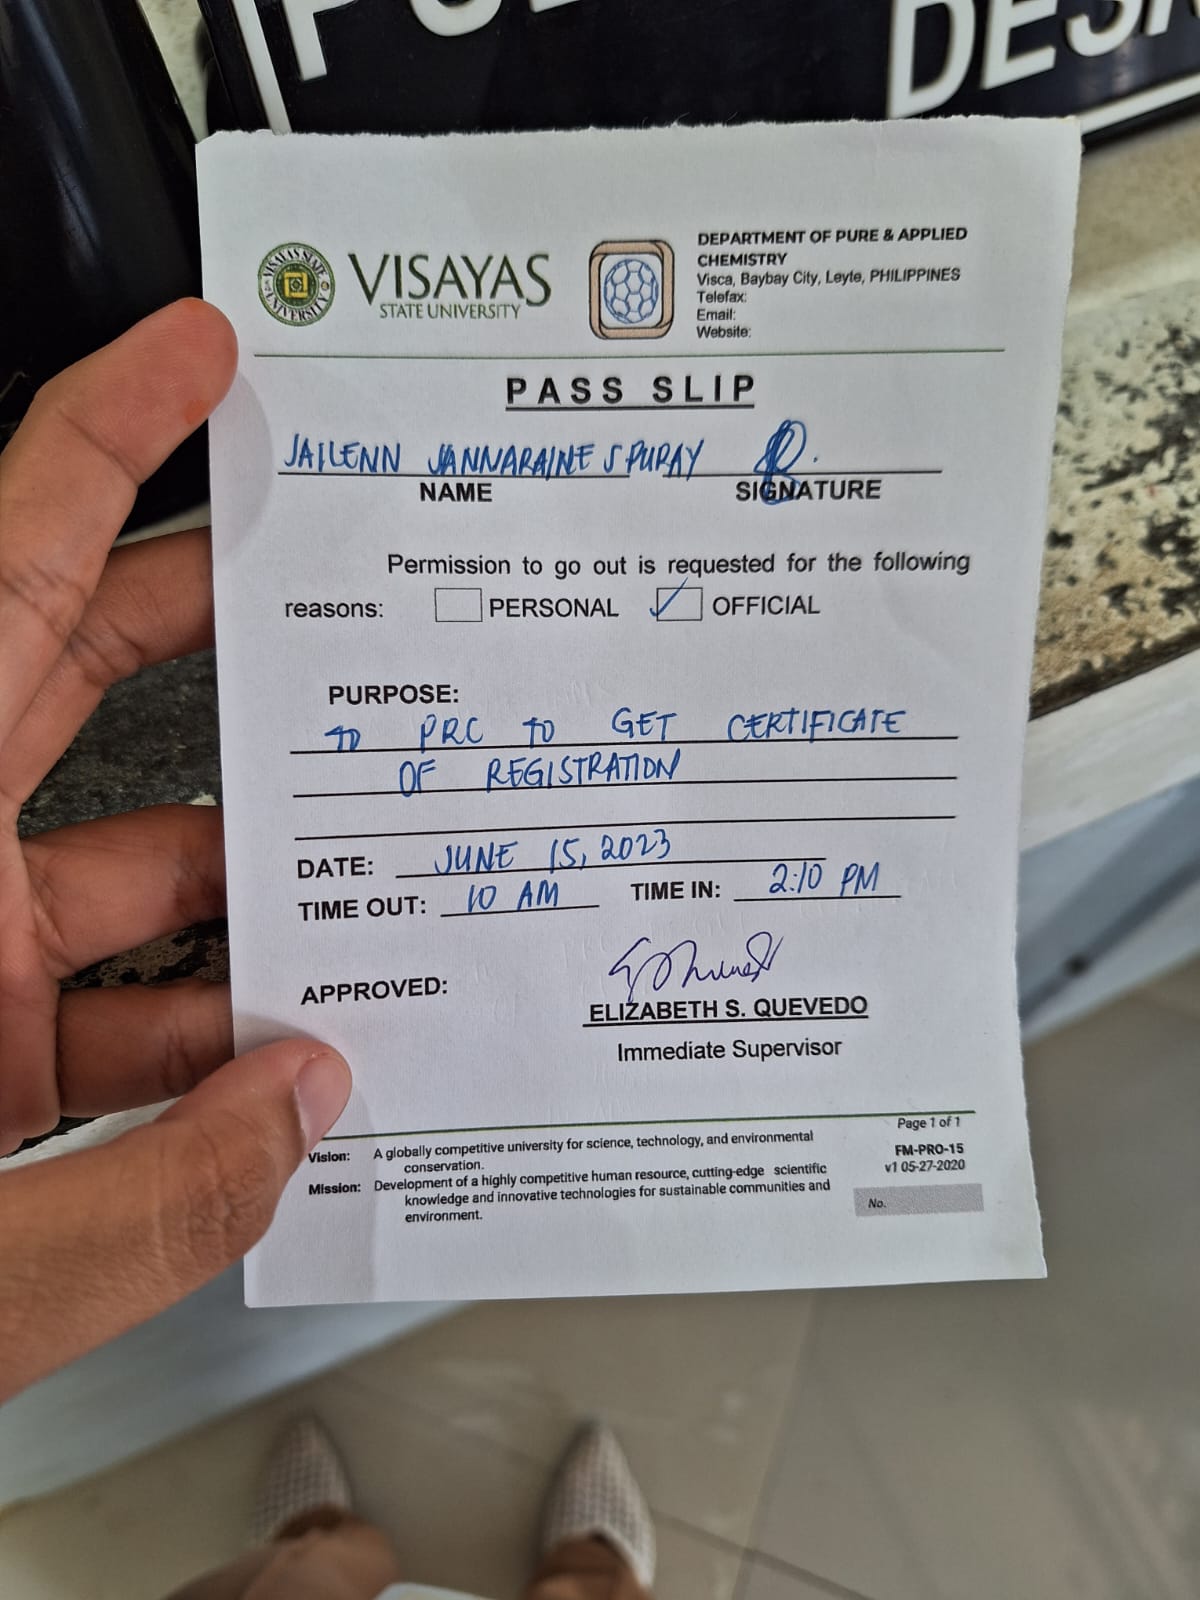 DES
VISAYAS
STATE UNIVERSITY
VISAYAS STATE UNIVERSITY
DEPARTMENT OF PURE & APPLIED
CHEMISTRY
Visca, Baybay City, Leyte, PHILIPPINES
Telefax:
Email:
Website:
PASS SLIP
JAILENN JANNARAINE S PURAY
NAME SIGNATURE
Permission to go out is requested for the following
reasons: PERSONAL OFFICIAL
PURPOSE:
TO PRC TO GET CERTIFICATE
OF REGISTRATION
DATE: JUNE 15, 2023
TIME OUT: 10 AM TIME IN: 2:10 PM
APPROVED:
ELIZABETH S. QUEVEDO
Immediate Supervisor
Page 1 of 1
Vision: A globally competitive university for science, technology, and environmental
conservation.
Mission: Development of a highly competitive human resource, cutting-edge scientific
knowledge and innovative technologies for sustainable communities and
environment.
FM-PRO-15
v1 05-27-2020
No.